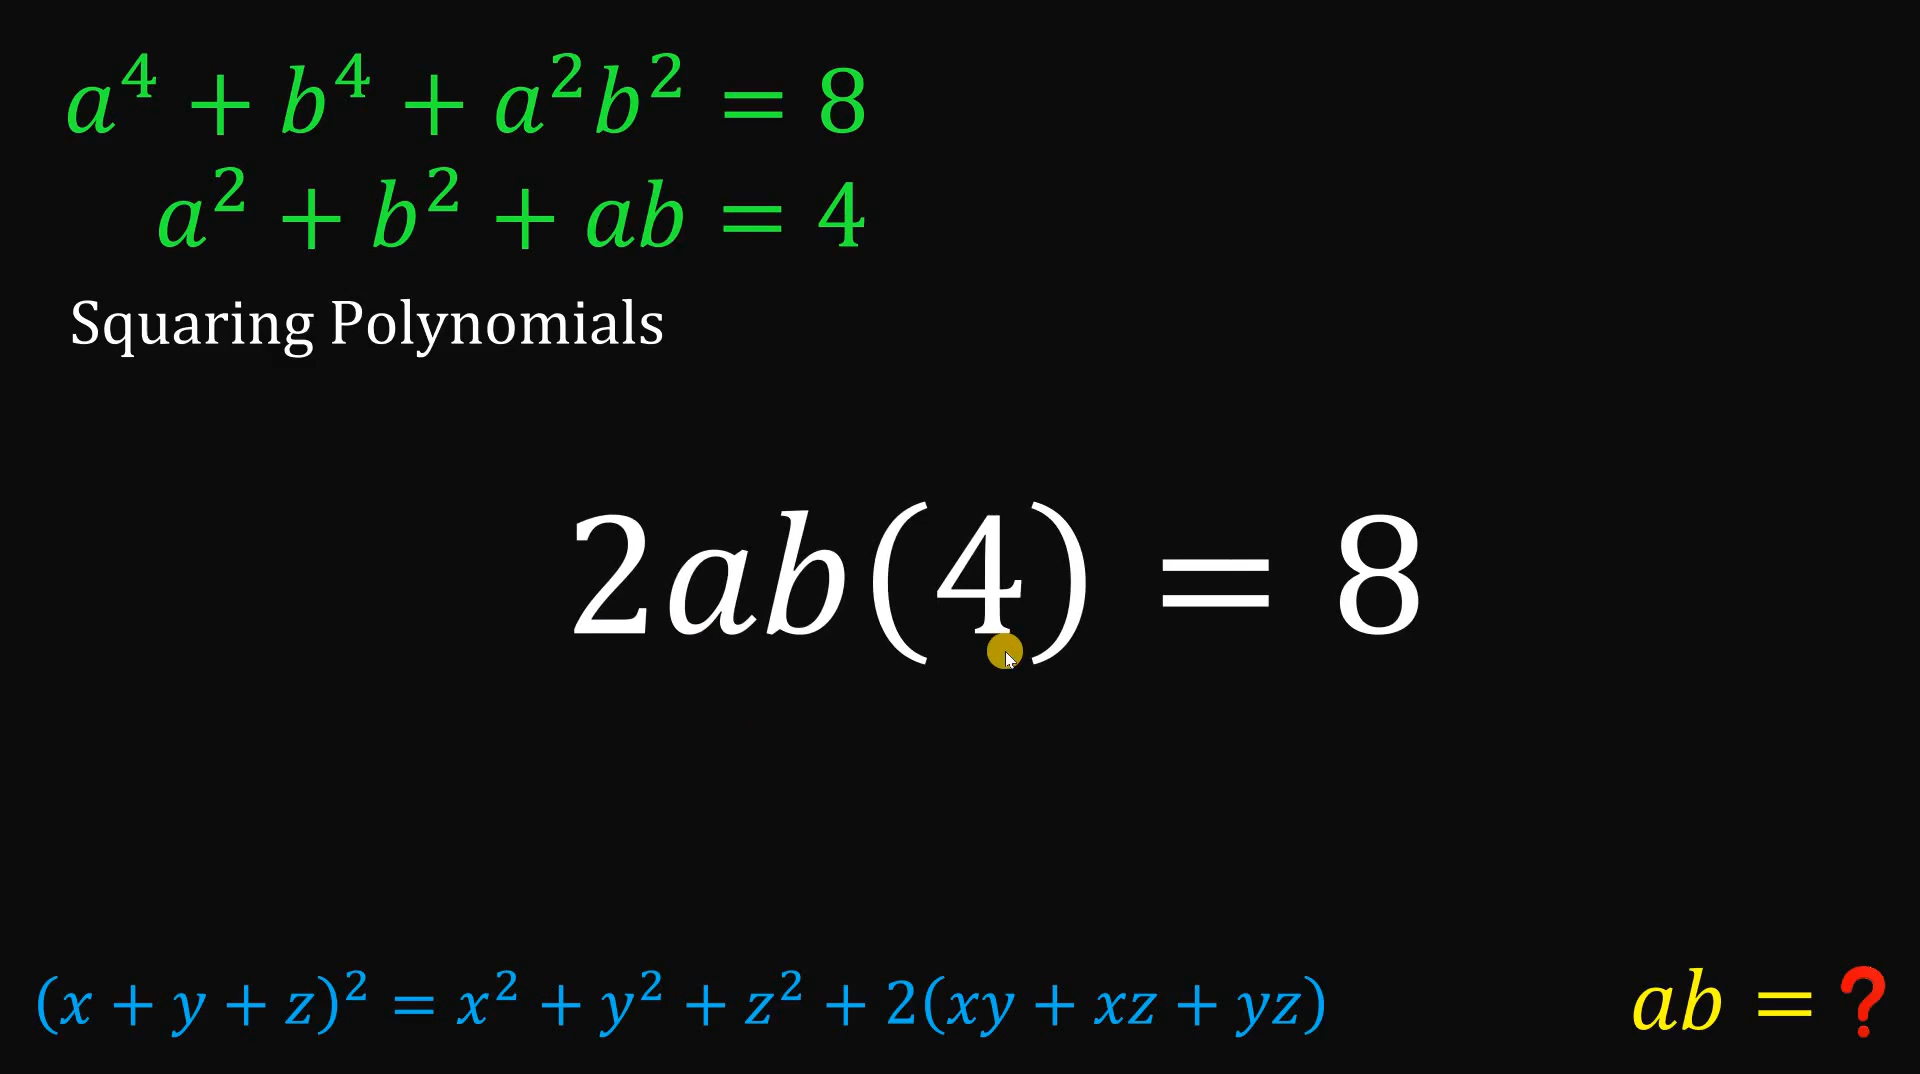 a⁴ + b⁴ + a²b² = 8
a² + b² + ab = 4
Squaring Polynomials
2ab(4) = 8
(x + y + z)² = x² + y² + z² + 2(xy + xz + yz)
ab = ?